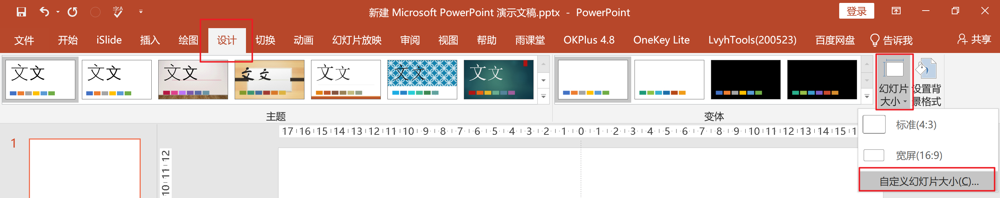 字A
新建 Microsoft PowerPoint 演示文稿.pptx - PowerPoint
登录
文件 开始 iSlide 插入 绘图 设计 切换 动画 幻灯片放映 审阅 视图 帮助 雨课堂 OKPlus 4.8 OneKey Lite LvyhTools(200523) 百度网盘 告诉我 共享
文文 文文 文文 文文 文文 文文 文文
幻灯片
大小
设置背
景格式
主题 变体
标准(4:3)
宽屏(16:9)
自定义幻灯片大小(C)...
17 16 15 14 13 12 11 10 9 8 7 6 5 4 3 2 1 0 1 2 3 4 5 6 7 8 9 10 11 12 13 14 15 1
1
12
11
10